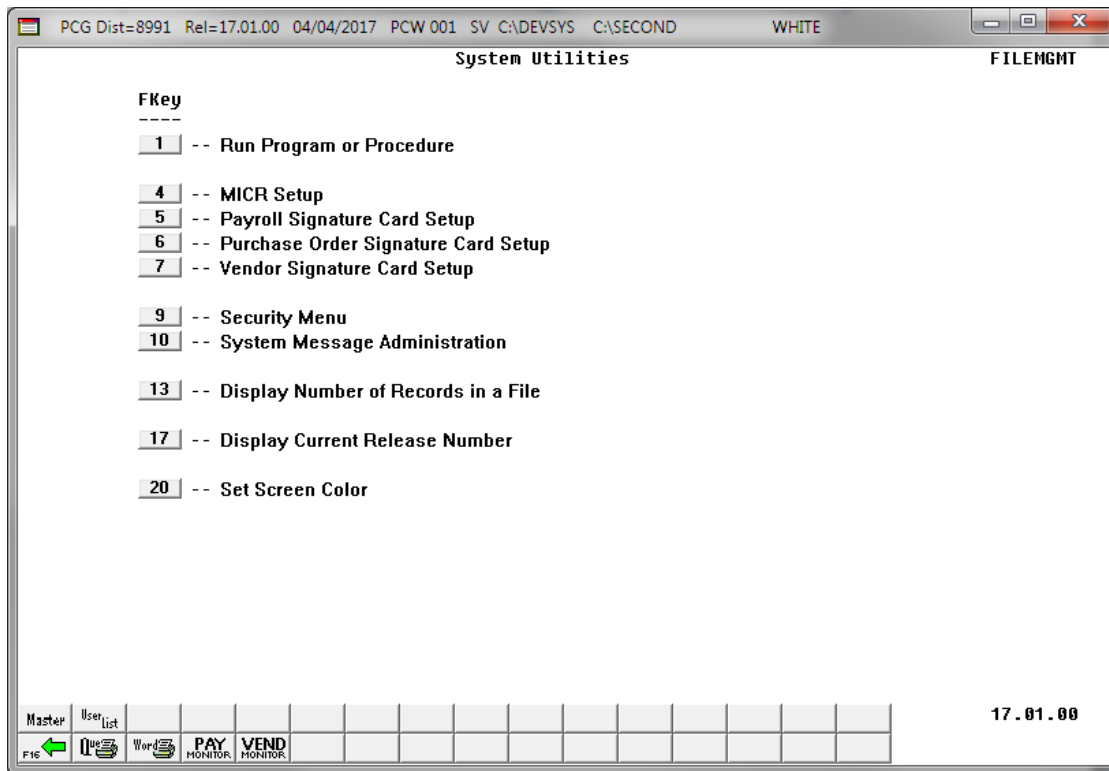 PCG Dist=8991 Rel=17.01.00 04/04/2017 PCW 001 SV C:\DEVSYS C:\SECOND WHITE
System Utilities FILEMGMT
FKey
----
1 -- Run Program or Procedure
4 -- MICR Setup
5 -- Payroll Signature Card Setup
6 -- Purchase Order Signature Card Setup
7 -- Vendor Signature Card Setup
9 -- Security Menu
10 -- System Message Administration
13 -- Display Number of Records in a File
17 -- Display Current Release Number
20 -- Set Screen Color
Master User List 17.01.00
F16 Que Word PAY MONITOR VEND MONITOR